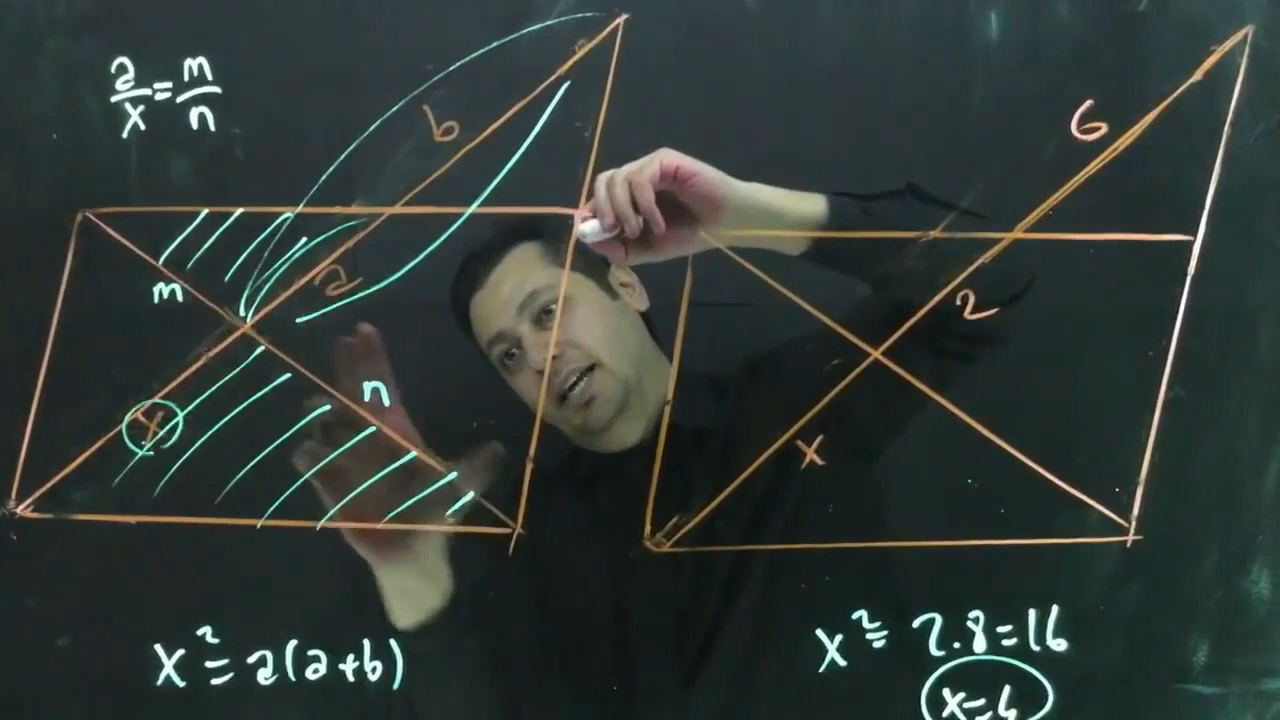 a/x = m/n
b
a
m
n
x
x² = a(a+b)
6
2
x
x² = 2.8 = 16
x = 4